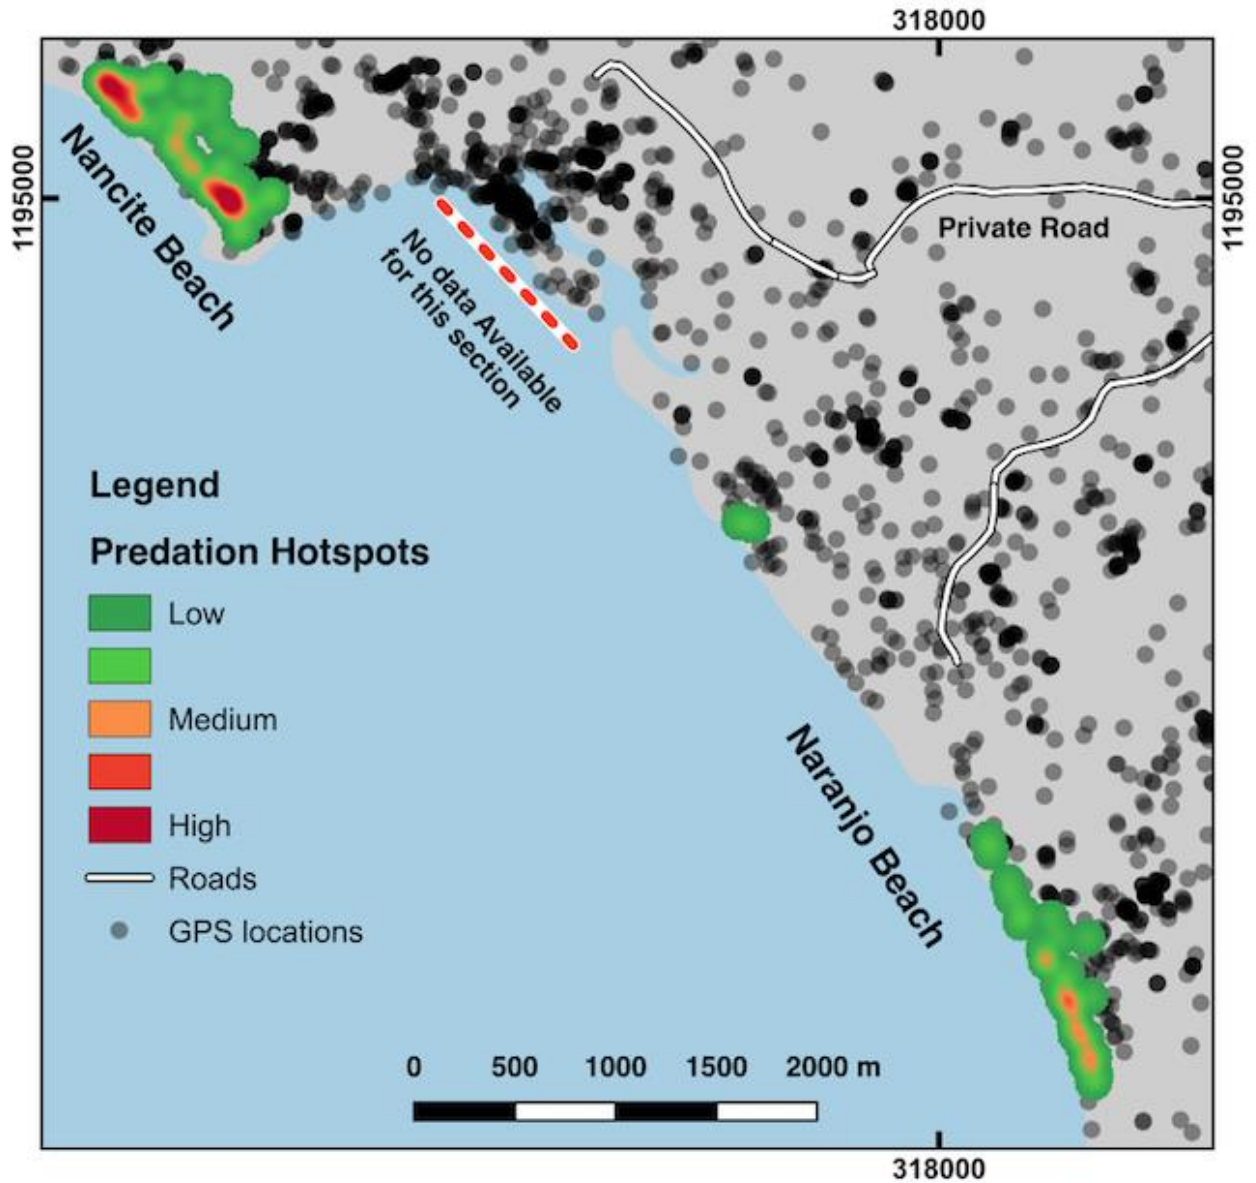 318000
1195000
1195000
Nancite Beach
Private Road
No data Available
for this section
Legend
Predation Hotspots
Low
Medium
High
Roads
GPS locations
Naranjo Beach
0 500 1000 1500 2000 m
318000